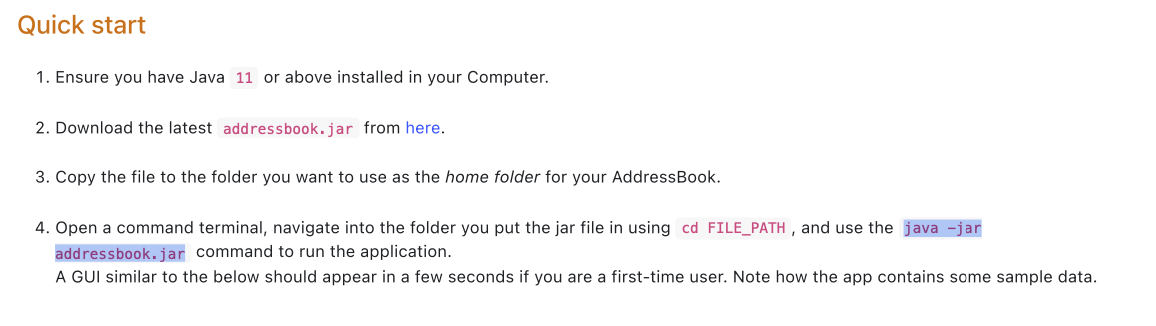 Quick start
1. Ensure you have Java 11 or above installed in your Computer.
2. Download the latest addressbook.jar from here.
3. Copy the file to the folder you want to use as the home folder for your AddressBook.
4. Open a command terminal, navigate into the folder you put the jar file in using cd FILE_PATH, and use the java -jar
addressbook.jar command to run the application.
A GUI similar to the below should appear in a few seconds if you are a first-time user. Note how the app contains some sample data.